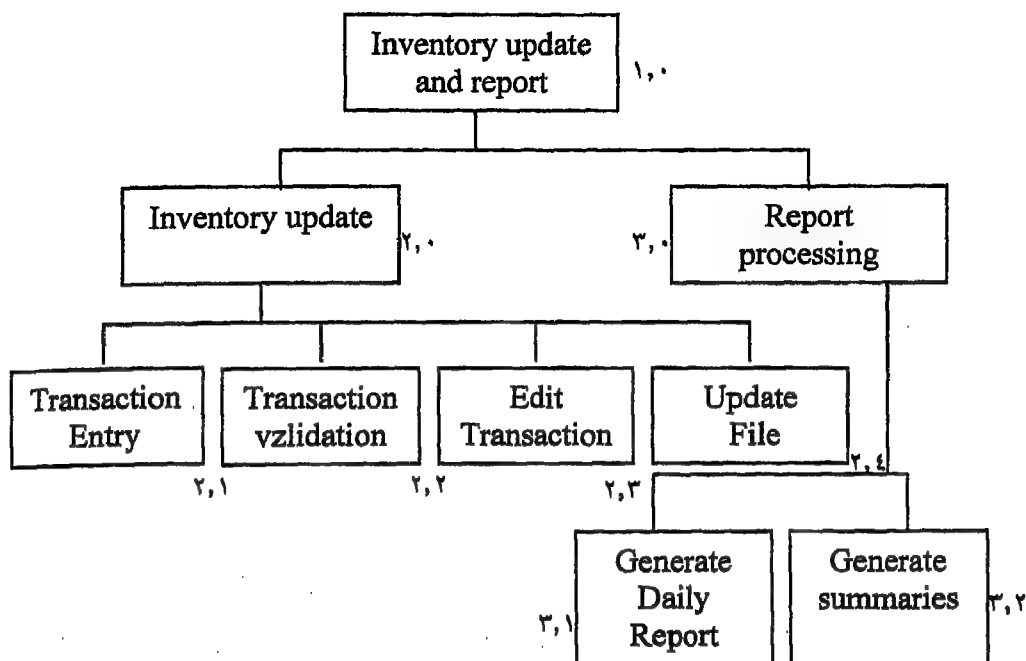 Inventory update
and report
١,٠
Inventory update
٢,٠
٣,٠
Report
processing
Transaction
Entry
٢,١
Transaction
vzlidation
٢,٢
Edit
Transaction
٢,٣
Update
File
٢,٤
Generate
Daily
Report
٣,١
Generate
summaries
٣,٢